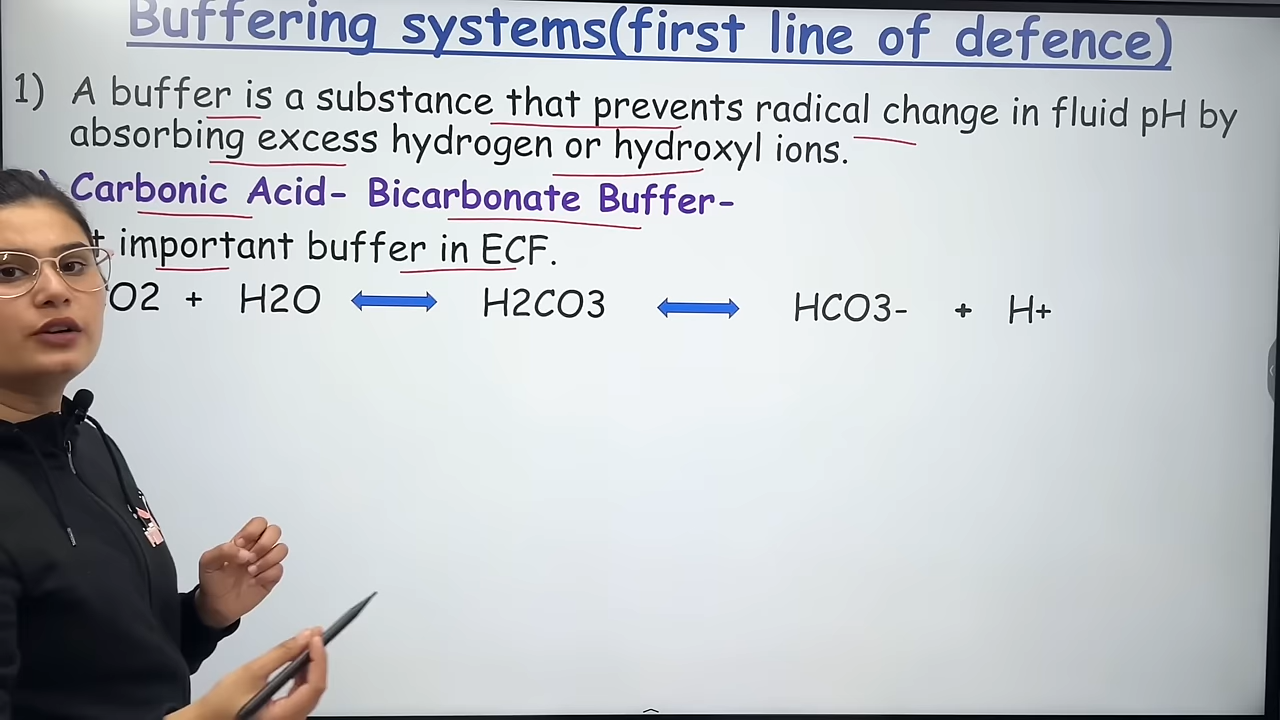 Buffering systems(first line of defence)
1) A buffer is a substance that prevents radical change in fluid pH by
absorbing excess hydrogen or hydroxyl ions.
) Carbonic Acid- Bicarbonate Buffer-
t important buffer in ECF.
O2 + H2O ⟷ H2CO3 ⟷ HCO3- + H+